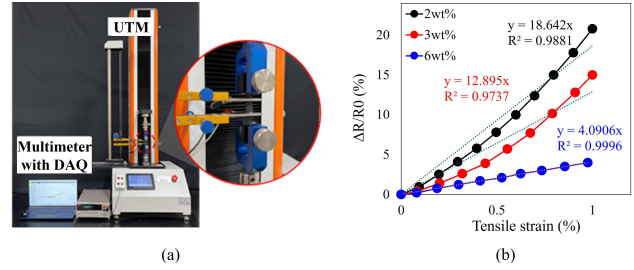 (a)
UTM
Multimeter
with DAQ
(a)
(b)
2wt%
3wt%
6wt%
y = 18.642x
R² = 0.9881
y = 12.895x
R² = 0.9737
y = 4.0906x
R² = 0.9996
ΔR/R0 (%)
20
15
10
5
0
0
0.5
1
Tensile strain (%)
(b)